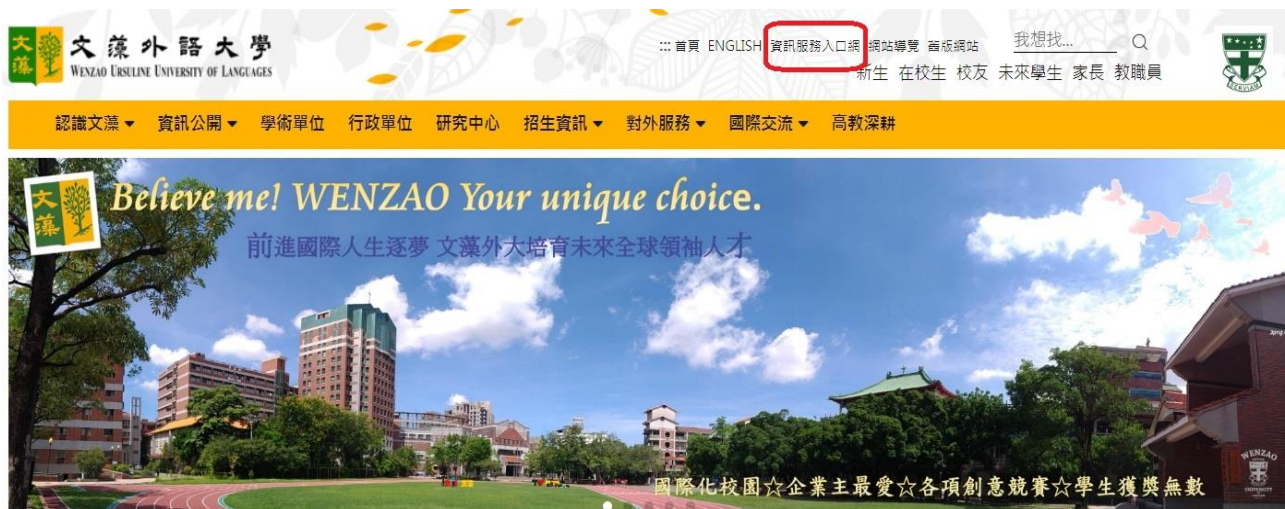 文藻外語大學
WENZAO URSULINE UNIVERSITY OF LANGUAGES
::: 首頁 ENGLISH 資訊服務入口網 網站導覽 舊版網站 我想找...
新生 在校生 校友 未來學生 家長 教職員
SERVIAM
認識文藻 ▾ 資訊公開 ▾ 學術單位 行政單位 研究中心 招生資訊 ▾ 對外服務 ▾ 國際交流 ▾ 高教深耕
文藻
Believe me! WENZAO Your unique choice.
前進國際人生逐夢 文藻外大培育未來全球領袖人才
國際化校園☆企業主最愛☆各項創意競賽☆學生獲獎無數
WENZAO